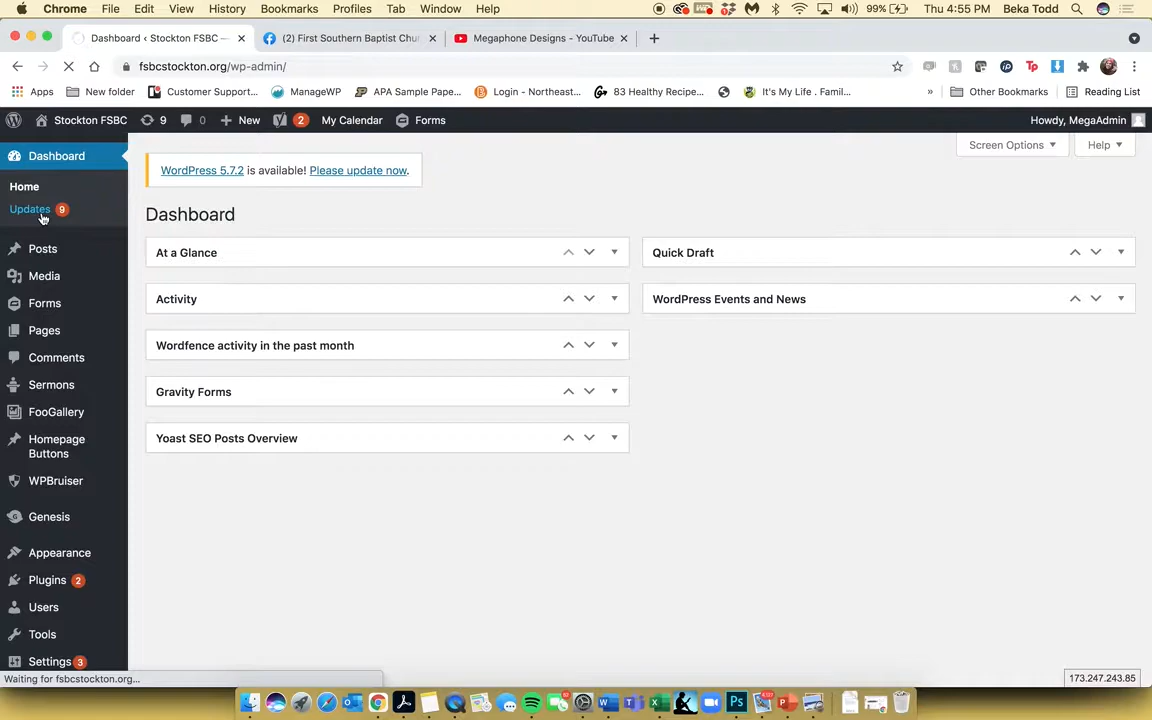 Chrome File Edit View History Bookmarks Profiles Tab Window Help 99% Thu 4:55 PM Beka Todd
Dashboard ‹ Stockton FSBC — (2) First Southern Baptist Chu Megaphone Designs - YouTube
fsbcstockton.org/wp-admin/
Apps New folder Customer Support... ManageWP APA Sample Pape... Login - Northeast... 83 Healthy Recipe... It's My Life . Fami... » Other Bookmarks Reading List
Stockton FSBC 9 0 + New 2 My Calendar Forms Howdy, MegaAdmin
Dashboard
Screen Options ▼ Help ▼
WordPress 5.7.2 is available! Please update now.
Home
Updates 9
Dashboard
Posts
Media
Forms
Pages
Comments
Sermons
FooGallery
Homepage
Buttons
WPBruiser
Genesis
Appearance
Plugins 2
Users
Tools
Settings 3
At a Glance
Activity
Wordfence activity in the past month
Gravity Forms
Yoast SEO Posts Overview
Quick Draft
WordPress Events and News
Waiting for fsbcstockton.org...
173.247.243.85